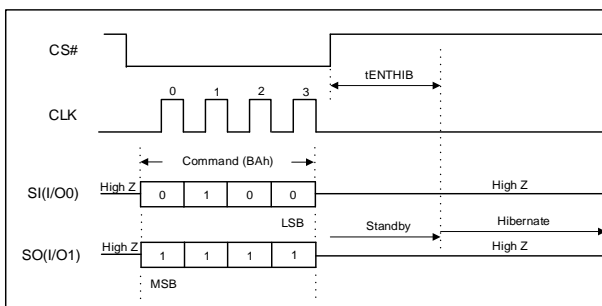 CS#
tENTHIB
0 1 2 3
CLK
Command (BAh)
High Z High Z
SI(I/O0) 0 1 0 0
LSB
Standby Hibernate
High Z High Z
SO(I/O1) 1 1 1 1
MSB